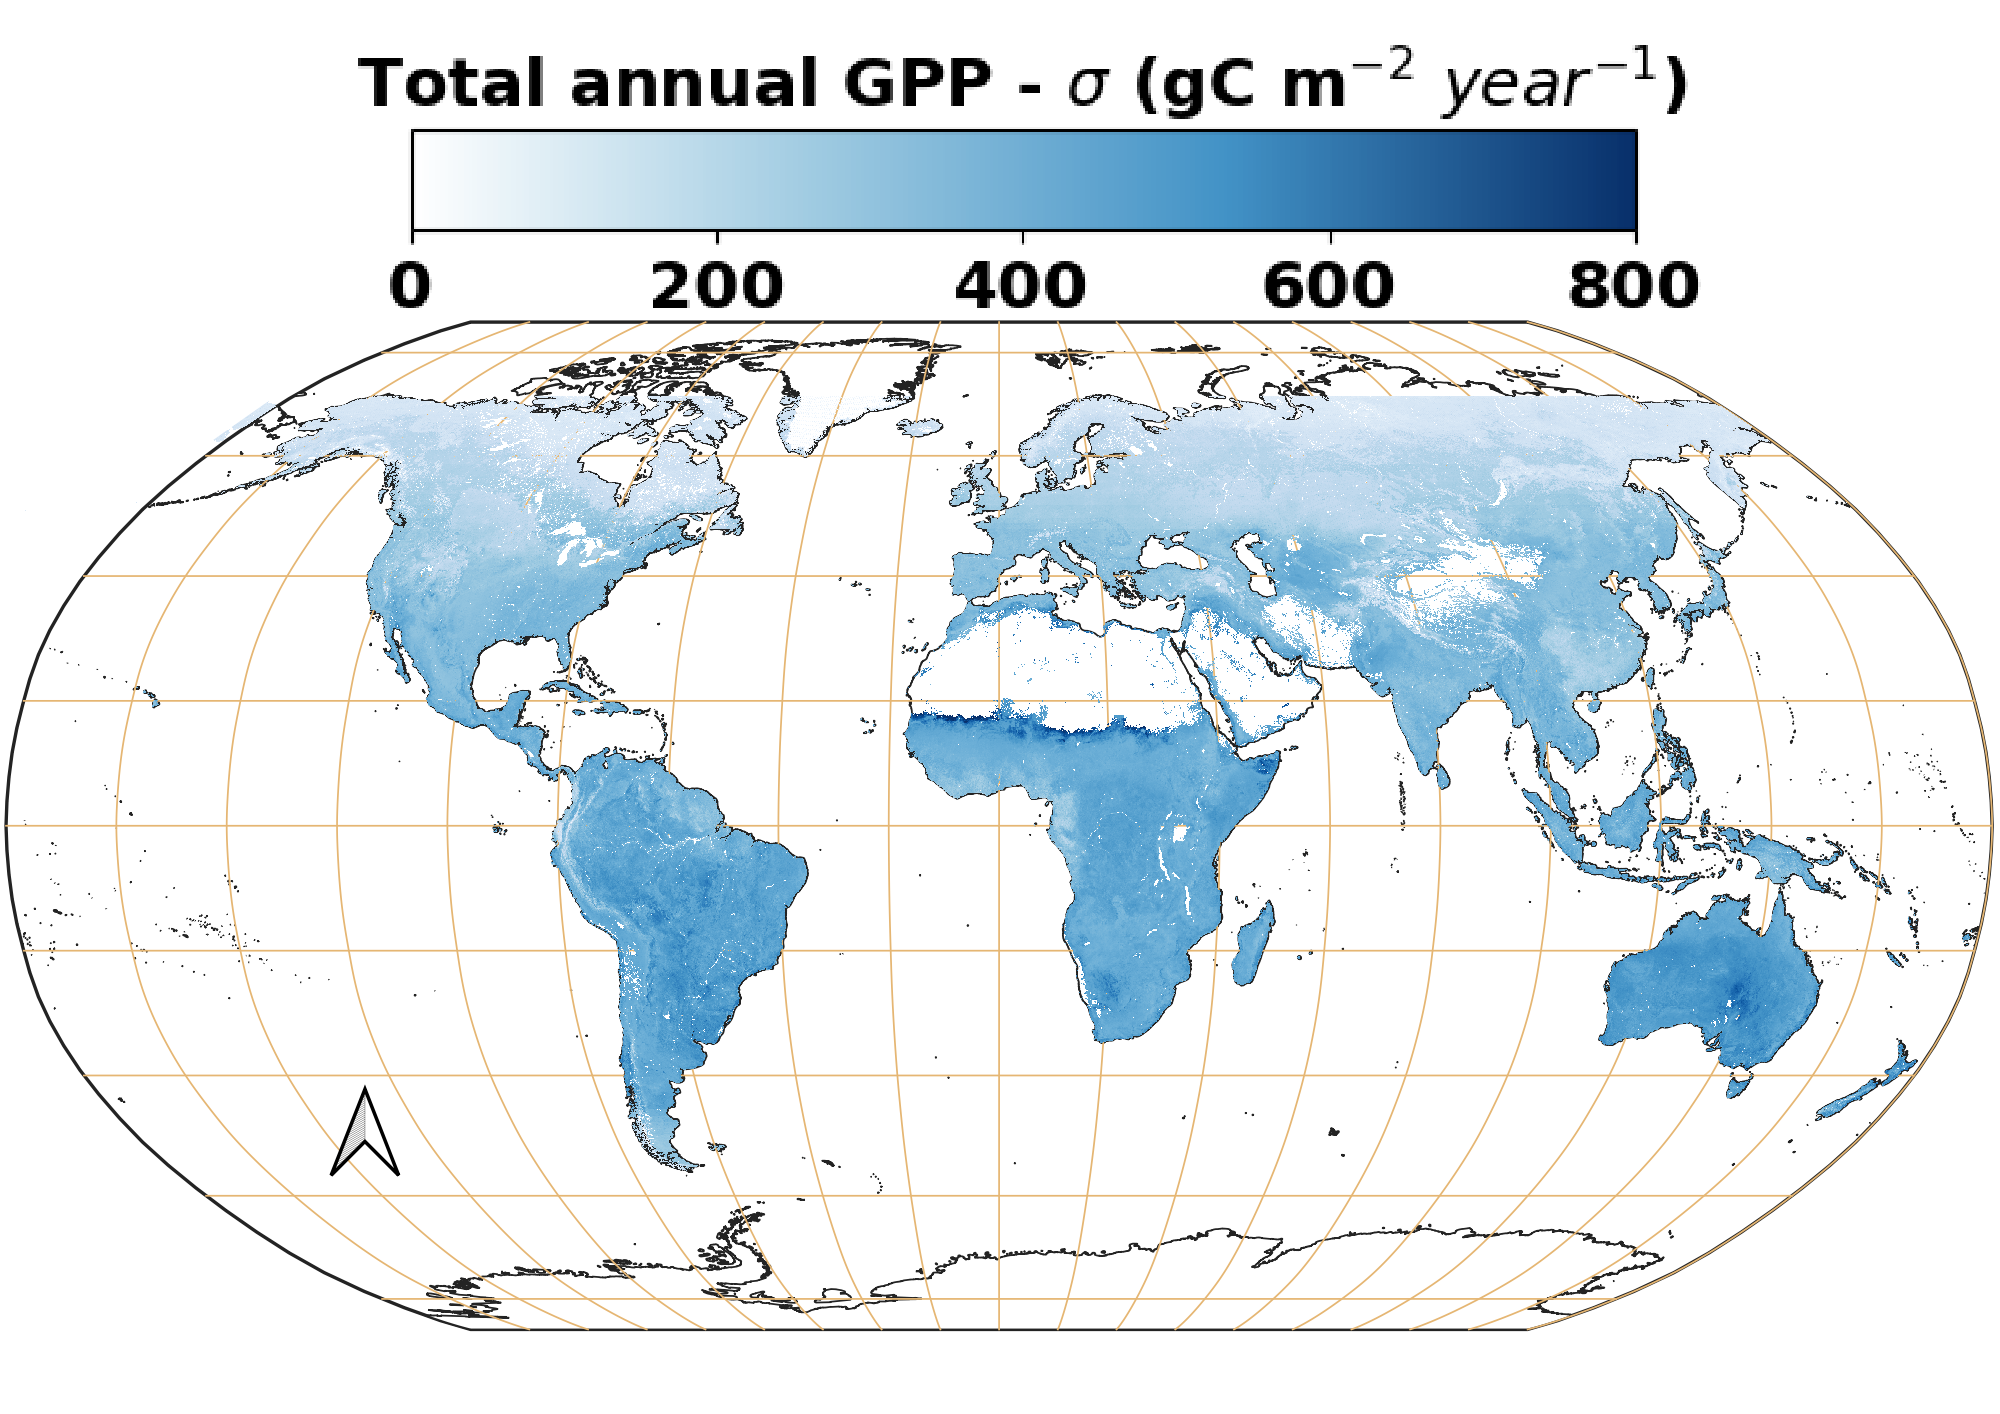 Total annual GPP - σ (gC m⁻² year⁻¹)
0 200 400 600 800